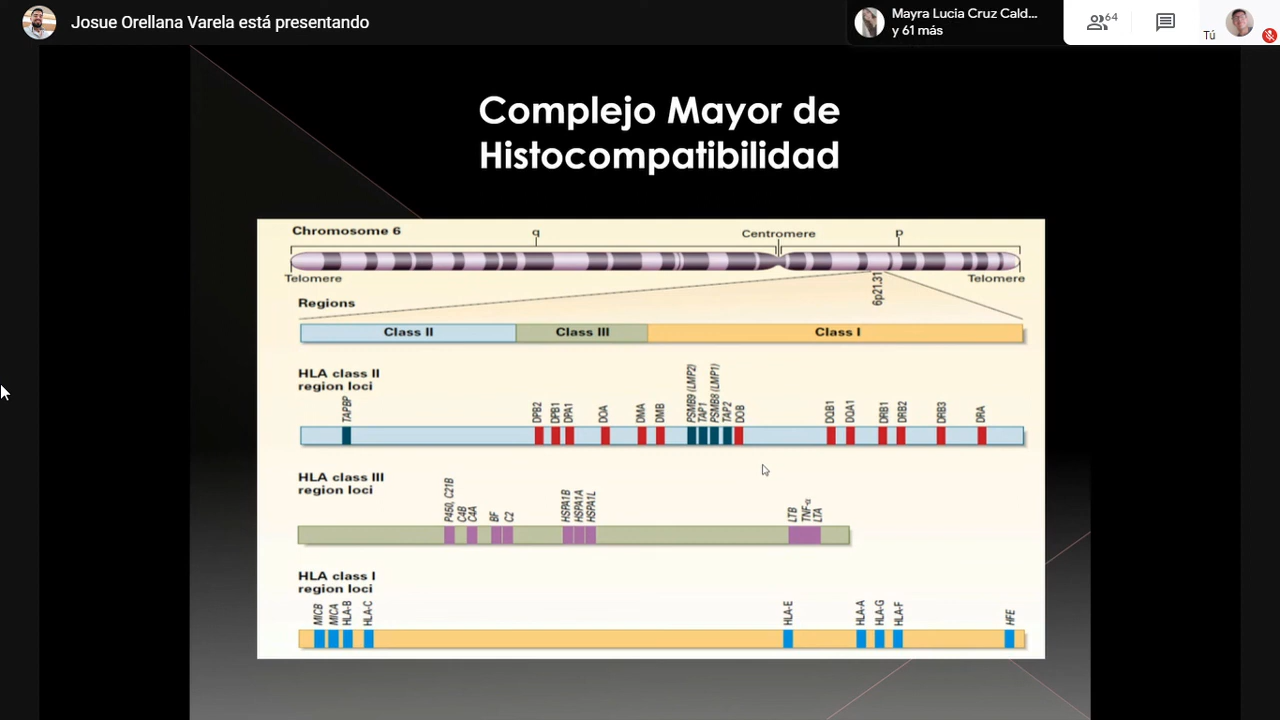 Josue Orellana Varela está presentando
Mayra Lucia Cruz Cald...
y 61 más
64
Tú
Complejo Mayor de
Histocompatibilidad
Chromosome 6
q
Centromere
p
Telomere
Telomere
6p21.31
Regions
Class II
Class III
Class I
HLA class II
region loci
TAPBP
DPB2
DPB1
DPA1
DOA
DMA
DMB
PSMB9 (LMP2)
TAP1
PSMB8 (LMP1)
TAP2
DOB
DQB1
DQA1
DRB1
DRB2
DRB3
DRA
HLA class III
region loci
P450, C21B
C4B
C4A
BF
C2
HSPA1B
HSPA1A
HSPA1L
LTB
TNF-α
LTA
HLA class I
region loci
MICB
MICA
HLA-B
HLA-C
HLA-E
HLA-A
HLA-G
HLA-F
HFE